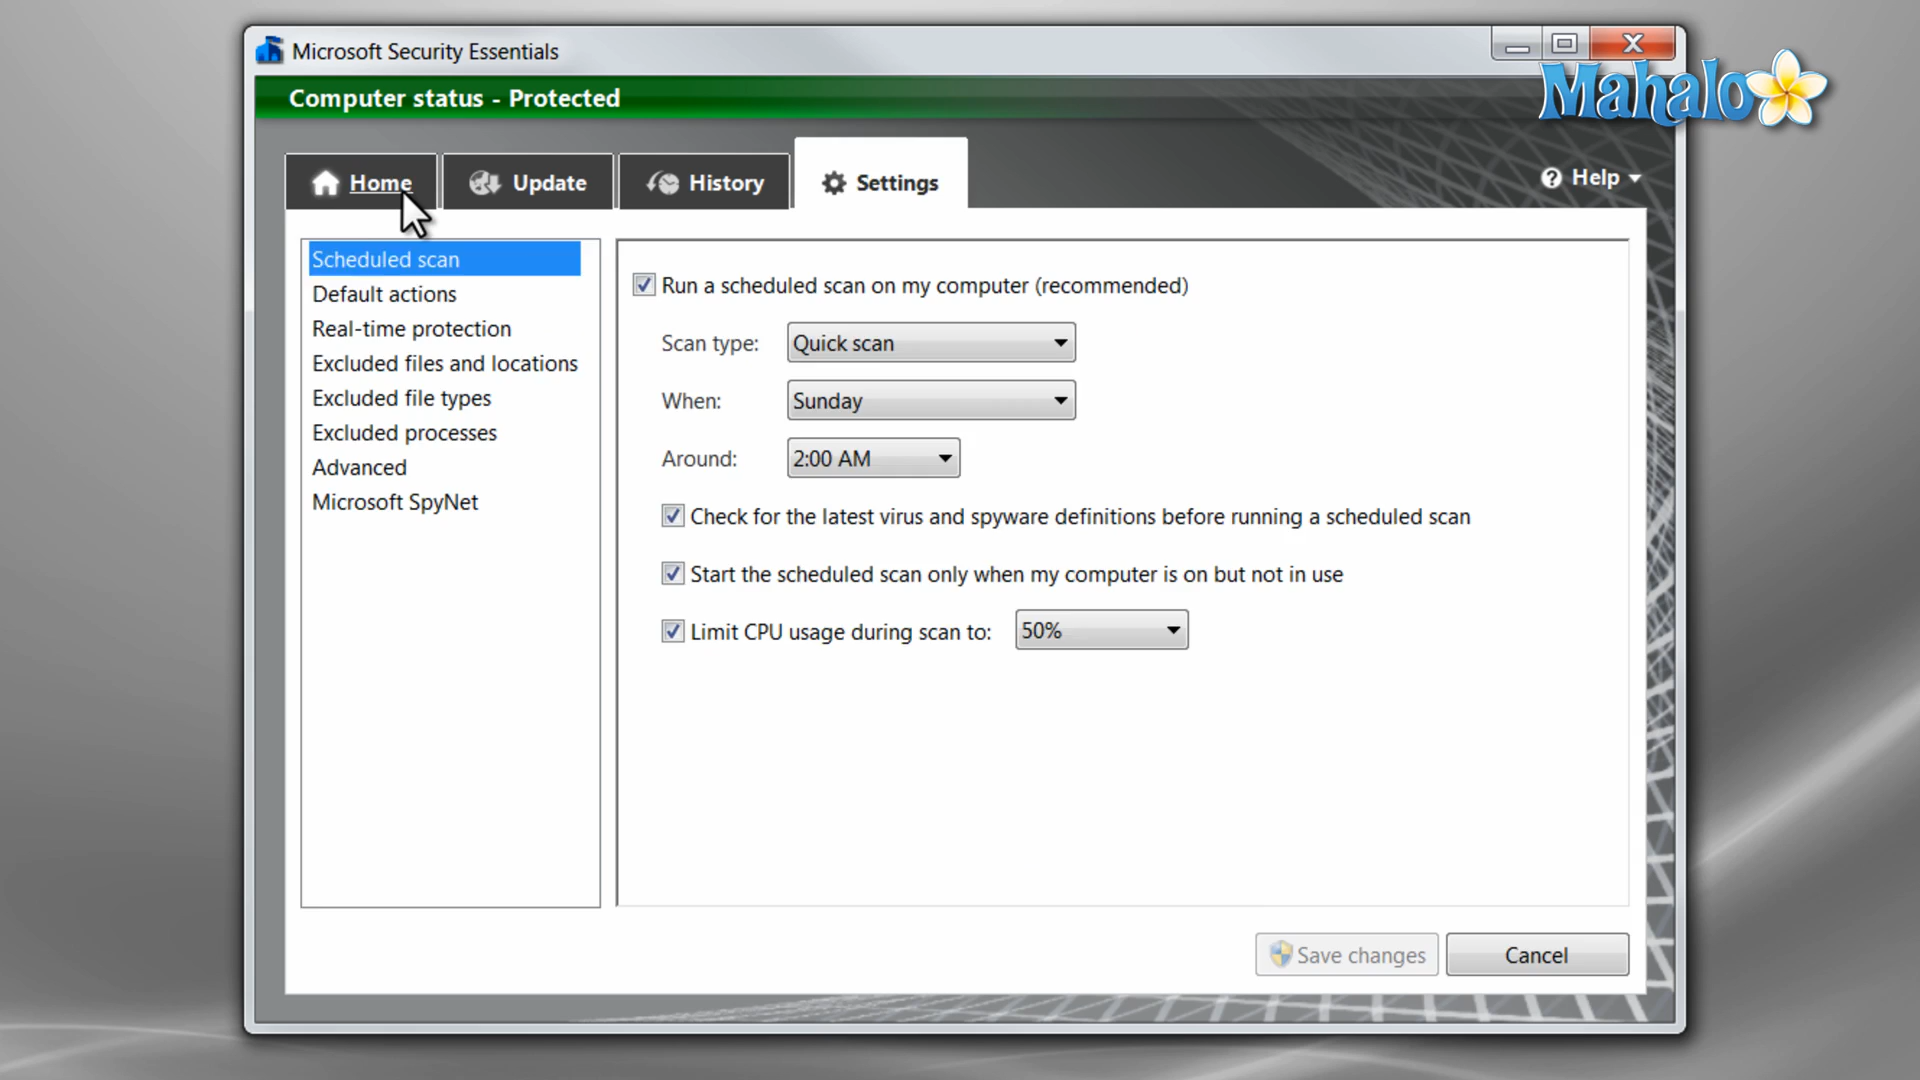 Microsoft Security Essentials
Mahalo
Computer status - Protected
Home
Update
History
Settings
Help
Scheduled scan
Default actions
Real-time protection
Excluded files and locations
Excluded file types
Excluded processes
Advanced
Microsoft SpyNet
Run a scheduled scan on my computer (recommended)
Scan type: Quick scan
When: Sunday
Around: 2:00 AM
Check for the latest virus and spyware definitions before running a scheduled scan
Start the scheduled scan only when my computer is on but not in use
Limit CPU usage during scan to: 50%
Save changes
Cancel